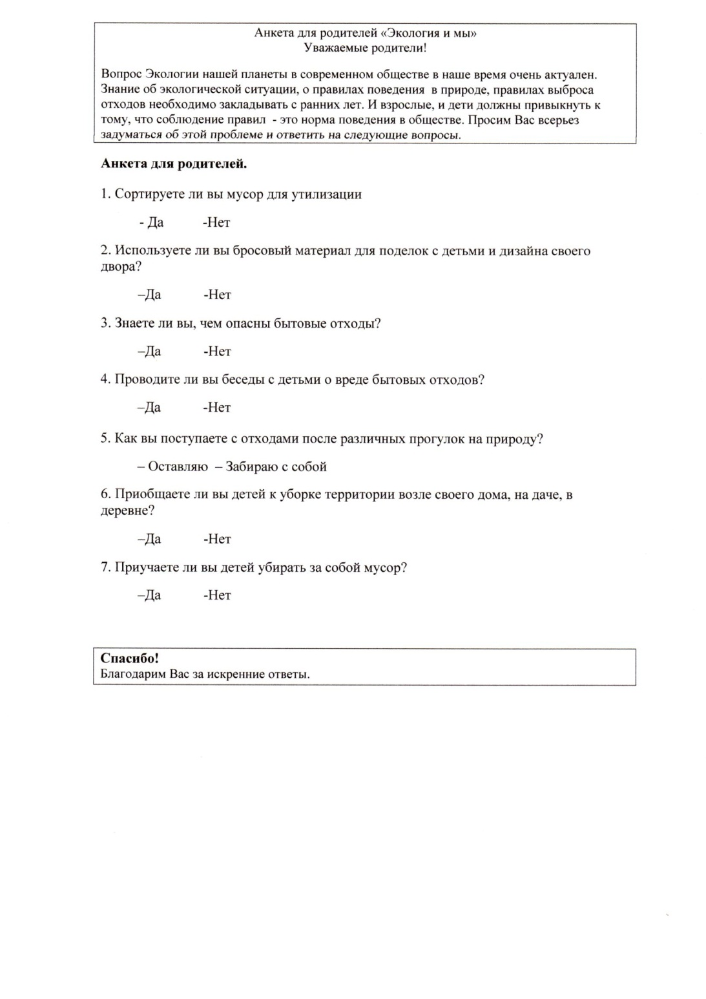 Анкета для родителей «Экология и мы»
Уважаемые родители!
Вопрос Экологии нашей планеты в современном обществе в наше время очень актуален.
Знание об экологической ситуации, о правилах поведения  в природе, правилах выброса
отходов необходимо закладывать с ранних лет. И взрослые, и дети должны привыкнуть к
тому, что соблюдение правил  - это норма поведения в обществе. Просим Вас всерьез
задуматься об этой проблеме и ответить на следующие вопросы.
Анкета для родителей.
1. Сортируете ли вы мусор для утилизации
- Да -Нет
2. Используете ли вы бросовый материал для поделок с детьми и дизайна своего
двора?
–Да -Нет
3. Знаете ли вы, чем опасны бытовые отходы?
–Да -Нет
4. Проводите ли вы беседы с детьми о вреде бытовых отходов?
–Да -Нет
5. Как вы поступаете с отходами после различных прогулок на природу?
– Оставляю  – Забираю с собой
6. Приобщаете ли вы детей к уборке территории возле своего дома, на даче, в
деревне?
–Да -Нет
7. Приучаете ли вы детей убирать за собой мусор?
–Да -Нет
Спасибо!
Благодарим Вас за искренние ответы.